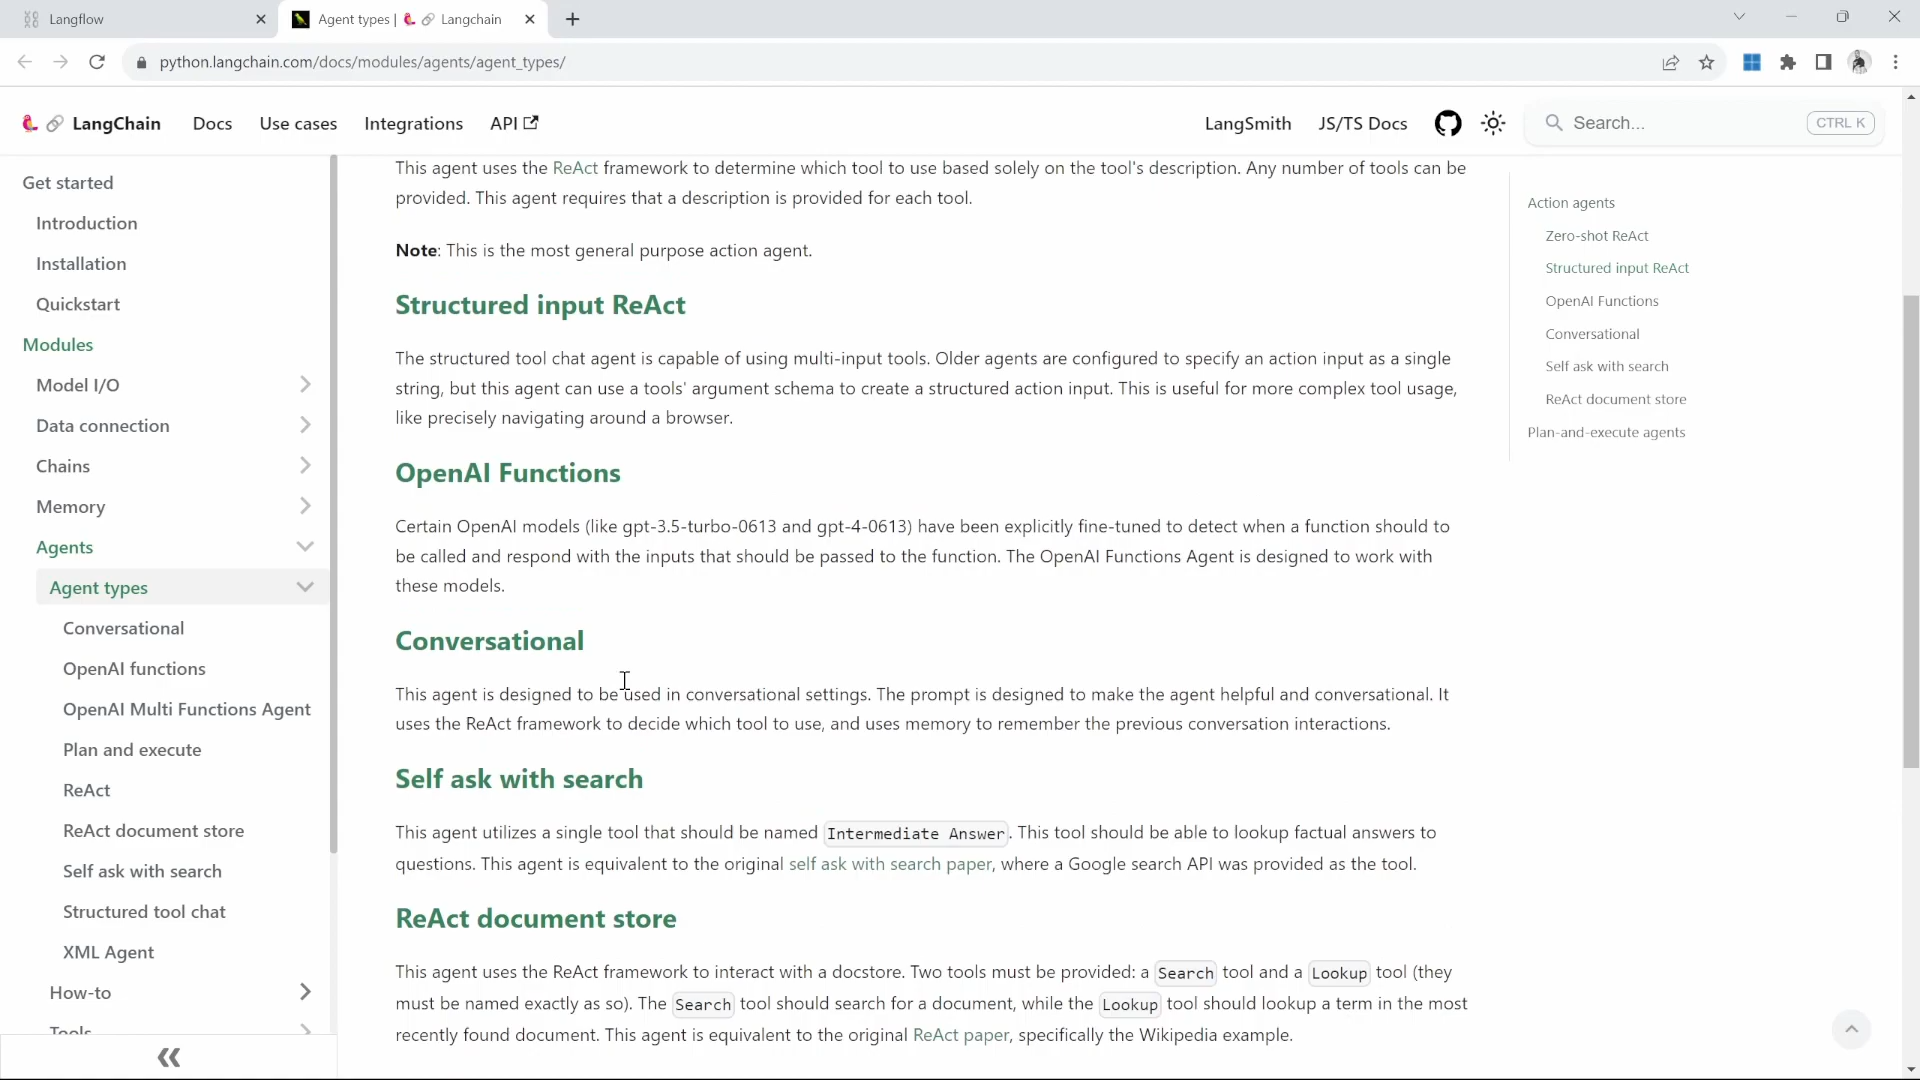 Langflow
Agent types | Langchain
python.langchain.com/docs/modules/agents/agent_types/
LangChain Docs Use cases Integrations API LangSmith JS/TS Docs Search... CTRL K
Get started
Introduction
Installation
Quickstart
Modules
Model I/O
Data connection
Chains
Memory
Agents
Agent types
Conversational
OpenAI functions
OpenAI Multi Functions Agent
Plan and execute
ReAct
ReAct document store
Self ask with search
Structured tool chat
XML Agent
How-to
Tools
This agent uses the ReAct framework to determine which tool to use based solely on the tool's description. Any number of tools can be
provided. This agent requires that a description is provided for each tool.
Note: This is the most general purpose action agent.
Structured input ReAct
The structured tool chat agent is capable of using multi-input tools. Older agents are configured to specify an action input as a single
string, but this agent can use a tools' argument schema to create a structured action input. This is useful for more complex tool usage,
like precisely navigating around a browser.
OpenAI Functions
Certain OpenAI models (like gpt-3.5-turbo-0613 and gpt-4-0613) have been explicitly fine-tuned to detect when a function should to
be called and respond with the inputs that should be passed to the function. The OpenAI Functions Agent is designed to work with
these models.
Conversational
This agent is designed to be used in conversational settings. The prompt is designed to make the agent helpful and conversational. It
uses the ReAct framework to decide which tool to use, and uses memory to remember the previous conversation interactions.
Self ask with search
This agent utilizes a single tool that should be named Intermediate Answer. This tool should be able to lookup factual answers to
questions. This agent is equivalent to the original self ask with search paper, where a Google search API was provided as the tool.
ReAct document store
This agent uses the ReAct framework to interact with a docstore. Two tools must be provided: a Search tool and a Lookup tool (they
must be named exactly as so). The Search tool should search for a document, while the Lookup tool should lookup a term in the most
recently found document. This agent is equivalent to the original ReAct paper, specifically the Wikipedia example.
Action agents
Zero-shot ReAct
Structured input ReAct
OpenAI Functions
Conversational
Self ask with search
ReAct document store
Plan-and-execute agents